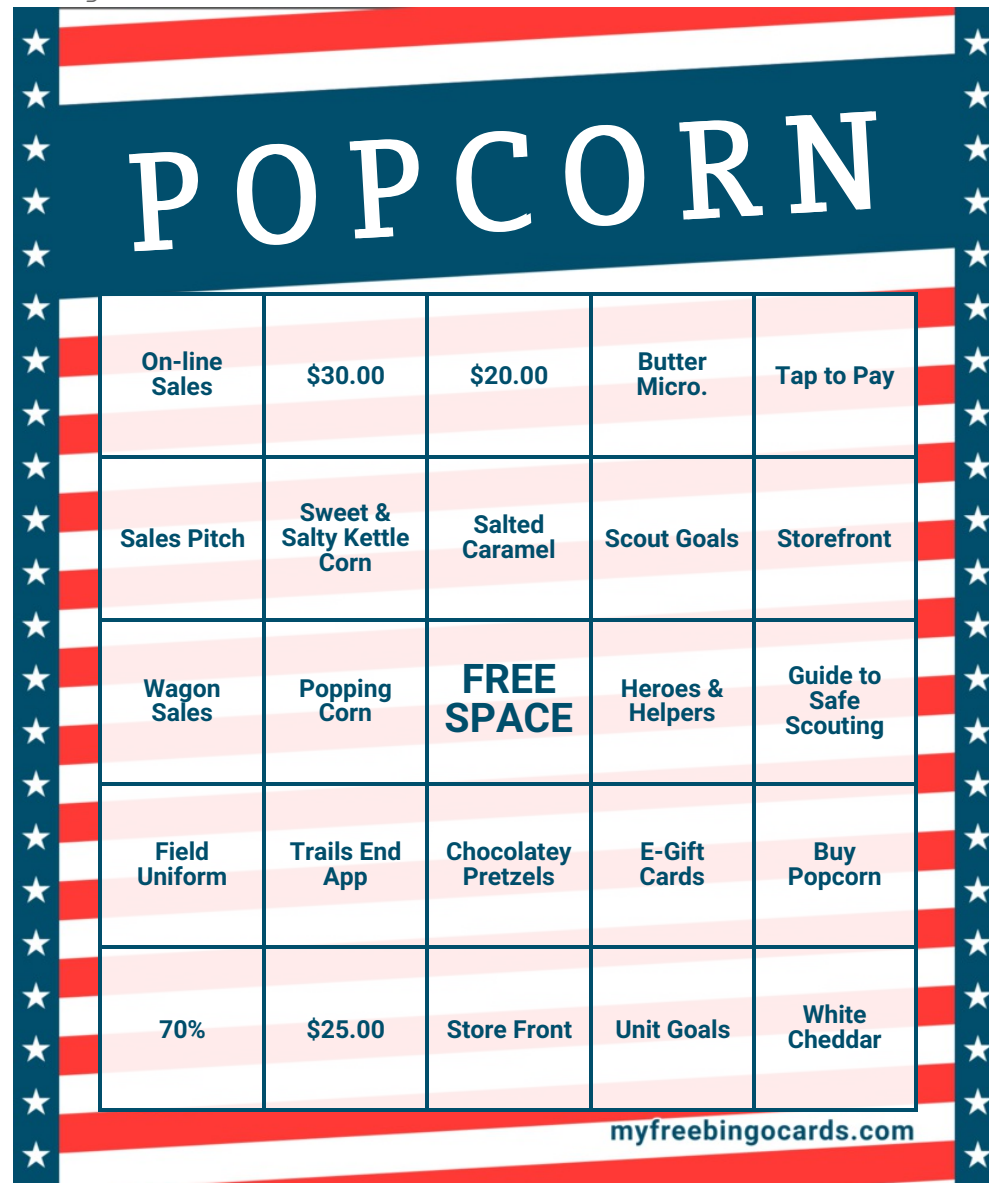 POPCORN
On-line
Sales
$30.00
$20.00
Butter
Micro.
Tap to Pay
Sales Pitch
Sweet &
Salty Kettle
Corn
Salted
Caramel
Scout Goals
Storefront
Wagon
Sales
Popping
Corn
FREE
SPACE
Heroes &
Helpers
Guide to
Safe
Scouting
Field
Uniform
Trails End
App
Chocolatey
Pretzels
E-Gift
Cards
Buy
Popcorn
70%
$25.00
Store Front
Unit Goals
White
Cheddar
myfreebingocards.com